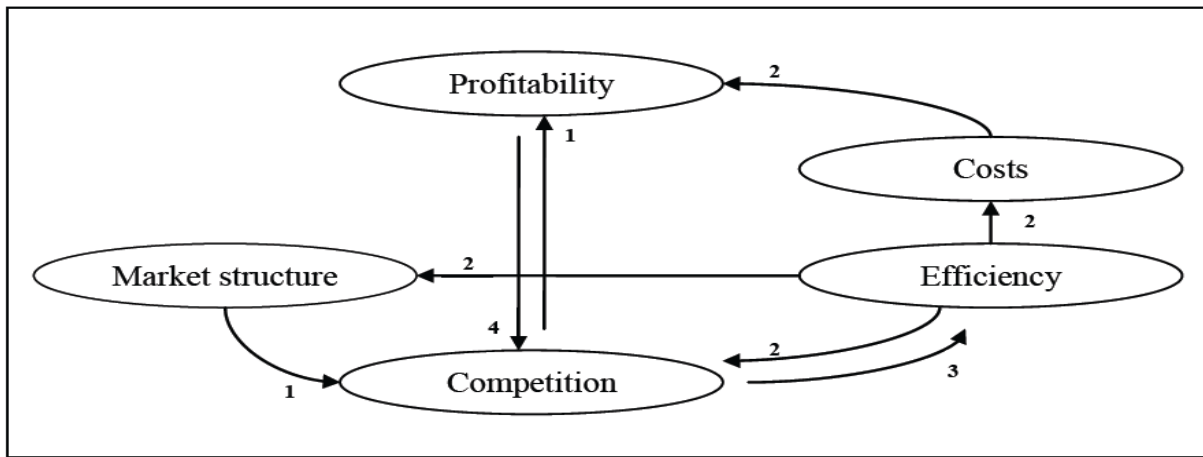 Profitability
2
1
Costs
2
Market structure
2
Efficiency
4
2
3
1
Competition